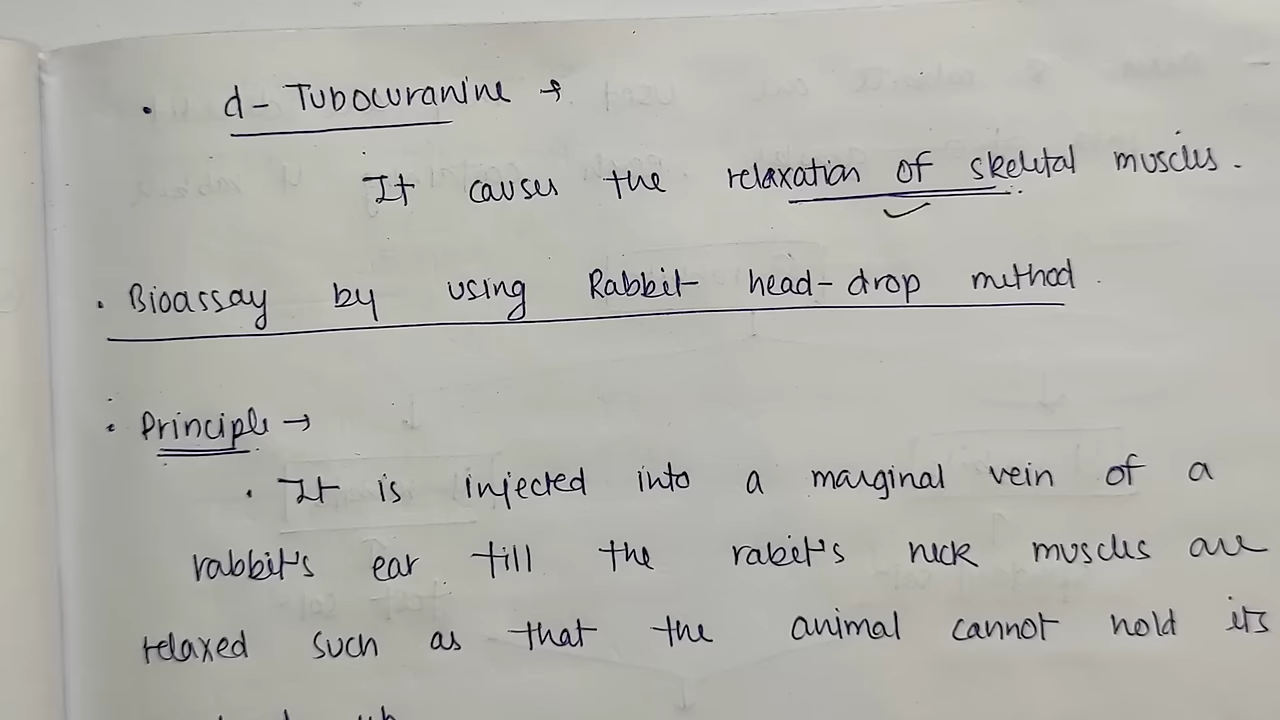 • d- Tubocuranine →
It causes the relaxation of skeletal muscles.
• Bioassay by using Rabbit head-drop method.
• Principle →
• It is injected into a marginal vein of a
rabbit's ear till the rabit's neck muscles are
relaxed such as that the animal cannot hold its